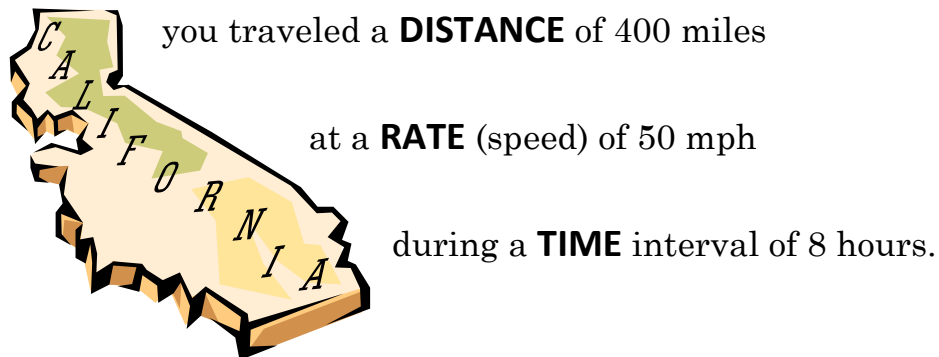 CALIFORNIA
you traveled a DISTANCE of 400 miles
at a RATE (speed) of 50 mph
during a TIME interval of 8 hours.